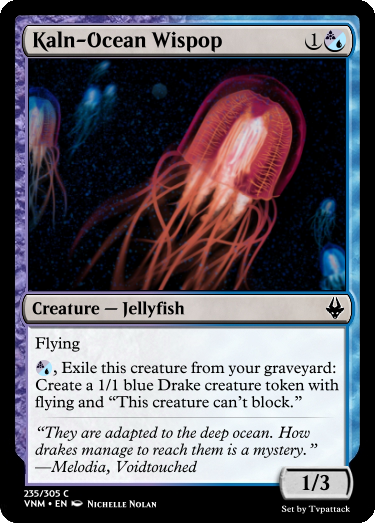 Kaln-Ocean Wispop 1
Creature — Jellyfish
Flying
, Exile this creature from your graveyard:
Create a 1/1 blue Drake creature token with
flying and “This creature can’t block.”
“They are adapted to the deep ocean. How
drakes manage to reach them is a mystery.”
—Melodia, Voidtouched
1/3
235/305 C
VNM • EN Nichelle Nolan
Set by Tvpattack